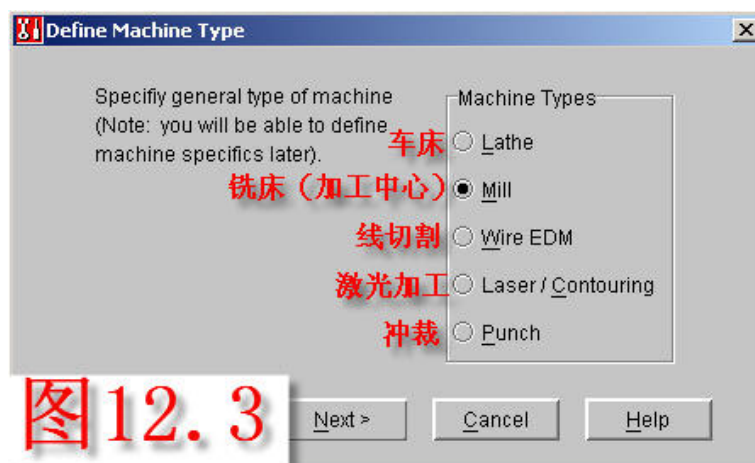 Define Machine Type
Specifiy general type of machine
(Note: you will be able to define
machine specifics later).
Machine Types
车床 Lathe
铣床（加工中心） Mill
线切割 Wire EDM
激光加工 Laser / Contouring
冲裁 Punch
图12.3
Next >
Cancel
Help